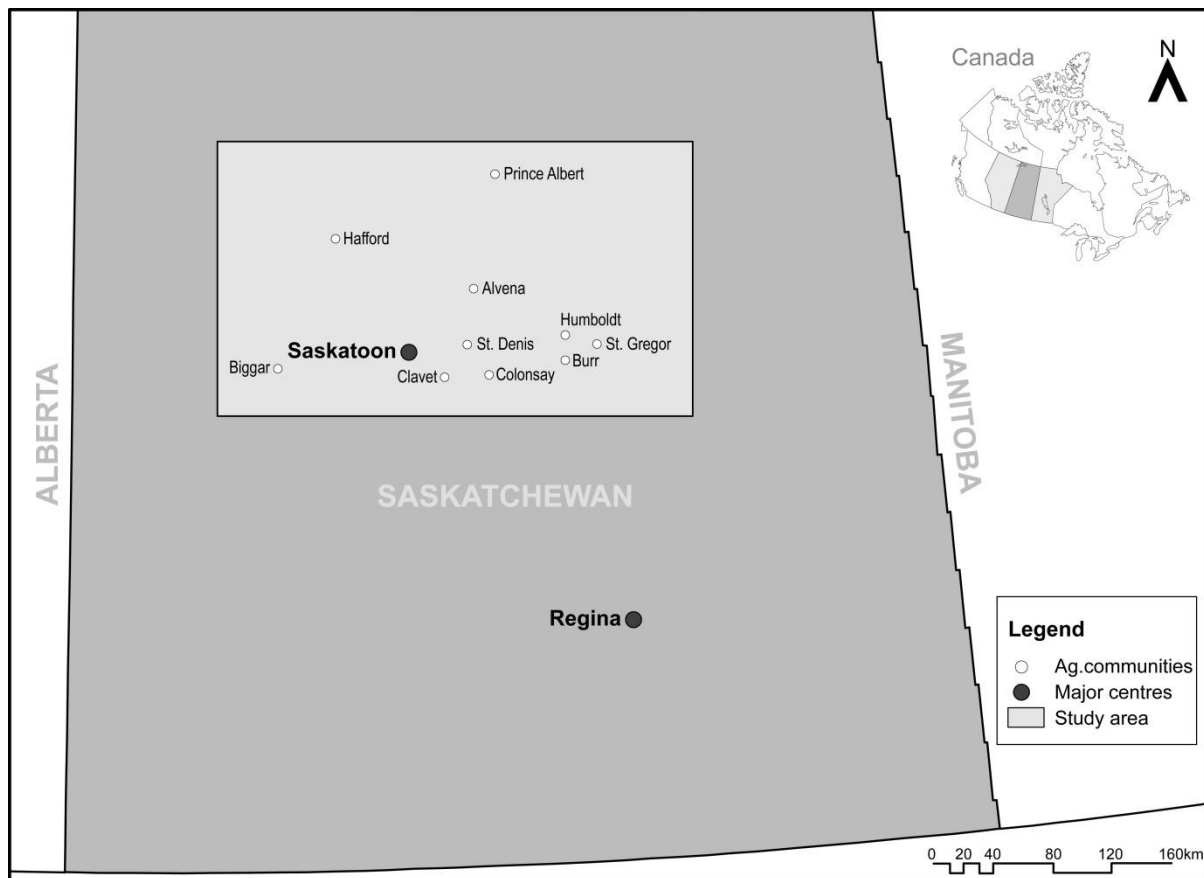 Canada
N
Prince Albert
Hafford
Alvena
Humboldt
Saskatoon
St. Denis
St. Gregor
Biggar
Clavet
Colonsay
Burr
ALBERTA
MANITOBA
SASKATCHEWAN
Regina
Legend
Ag.communities
Major centres
Study area
0 20 40 80 120 160km